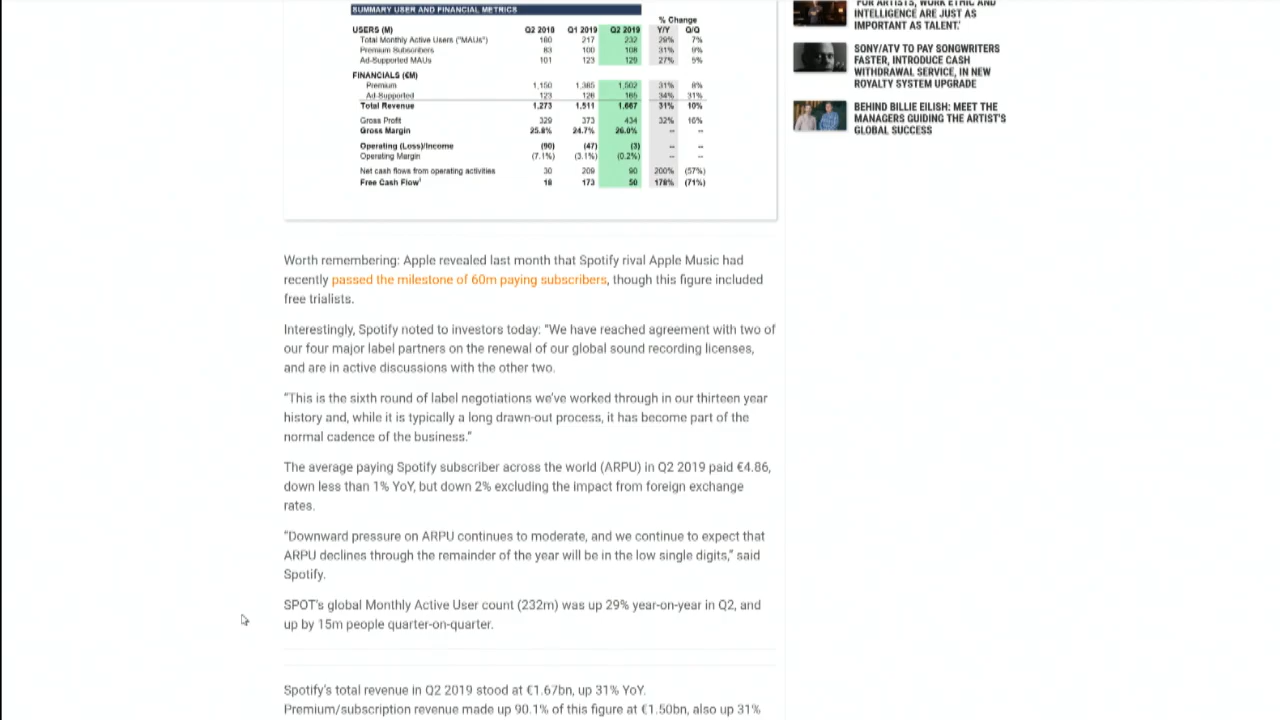 SUMMARY USER AND FINANCIAL METRICS
% Change
USERS (M) Q2 2018 Q1 2019 Q2 2019 Y/Y Q/Q
Total Monthly Active Users ("MAUs") 180 217 232 29% 7%
Premium Subscribers 83 100 108 31% 8%
Ad-Supported MAUs 101 123 129 27% 5%
FINANCIALS (€M)
Premium 1,150 1,385 1,502 31% 8%
Ad-Supported 123 126 165 34% 31%
Total Revenue 1,273 1,511 1,667 31% 10%
Gross Profit 329 373 434 32% 16%
Gross Margin 25.8% 24.7% 26.0% -- --
Operating (Loss)/Income (90) (47) (3) -- --
Operating Margin (7.1%) (3.1%) (0.2%) -- --
Net cash flows from operating activities 30 209 90 200% (57%)
Free Cash Flow¹ 18 173 50 178% (71%)
Worth remembering: Apple revealed last month that Spotify rival Apple Music had
recently passed the milestone of 60m paying subscribers, though this figure included
free trialists.
Interestingly, Spotify noted to investors today: "We have reached agreement with two of
our four major label partners on the renewal of our global sound recording licenses,
and are in active discussions with the other two.
"This is the sixth round of label negotiations we've worked through in our thirteen year
history and, while it is typically a long drawn-out process, it has become part of the
normal cadence of the business."
The average paying Spotify subscriber across the world (ARPU) in Q2 2019 paid €4.86,
down less than 1% YoY, but down 2% excluding the impact from foreign exchange
rates.
"Downward pressure on ARPU continues to moderate, and we continue to expect that
ARPU declines through the remainder of the year will be in the low single digits," said
Spotify.
SPOT's global Monthly Active User count (232m) was up 29% year-on-year in Q2, and
up by 15m people quarter-on-quarter.
Spotify's total revenue in Q2 2019 stood at €1.67bn, up 31% YoY.
Premium/subscription revenue made up 90.1% of this figure at €1.50bn, also up 31%
'FOR ARTISTS, WORK ETHIC AND
INTELLIGENCE ARE JUST AS
IMPORTANT AS TALENT.'
SONY/ATV TO PAY SONGWRITERS
FASTER, INTRODUCE CASH
WITHDRAWAL SERVICE, IN NEW
ROYALTY SYSTEM UPGRADE
BEHIND BILLIE EILISH: MEET THE
MANAGERS GUIDING THE ARTIST'S
GLOBAL SUCCESS